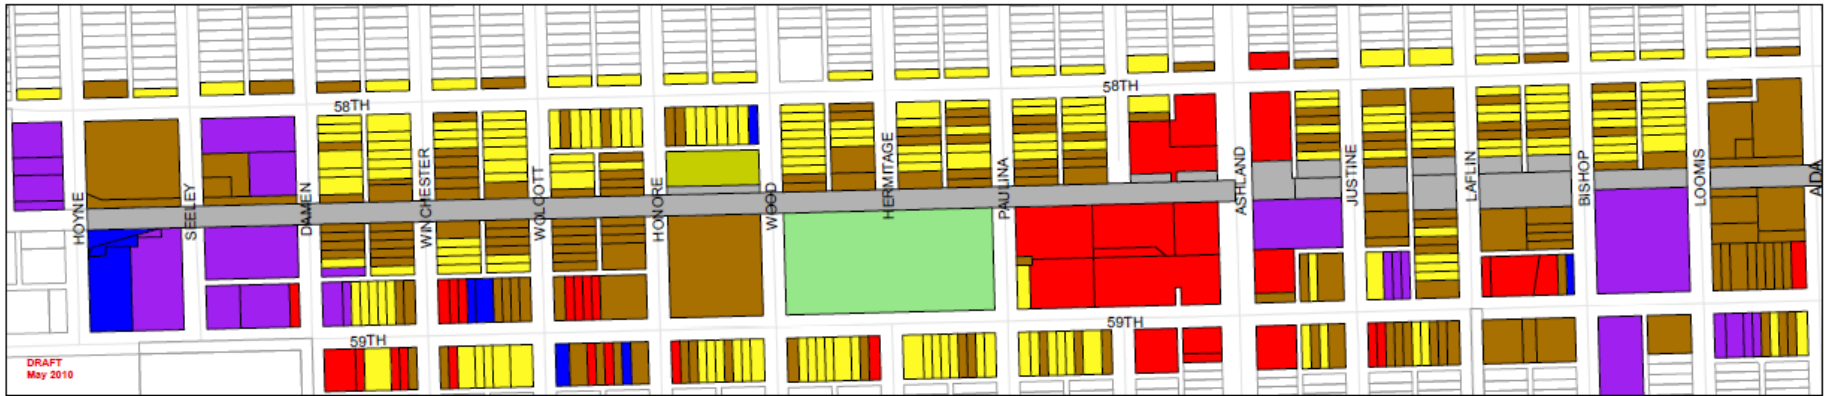 58TH
58TH
HOYNE
SEELEY
DAMEN
WINCHESTER
WOLCOTT
HONORE
WOOD
HERMITAGE
PAULINA
ASHLAND
JUSTINE
LAFLIN
BISHOP
LOOMIS
ADA
59TH
59TH
DRAFT
May 2010